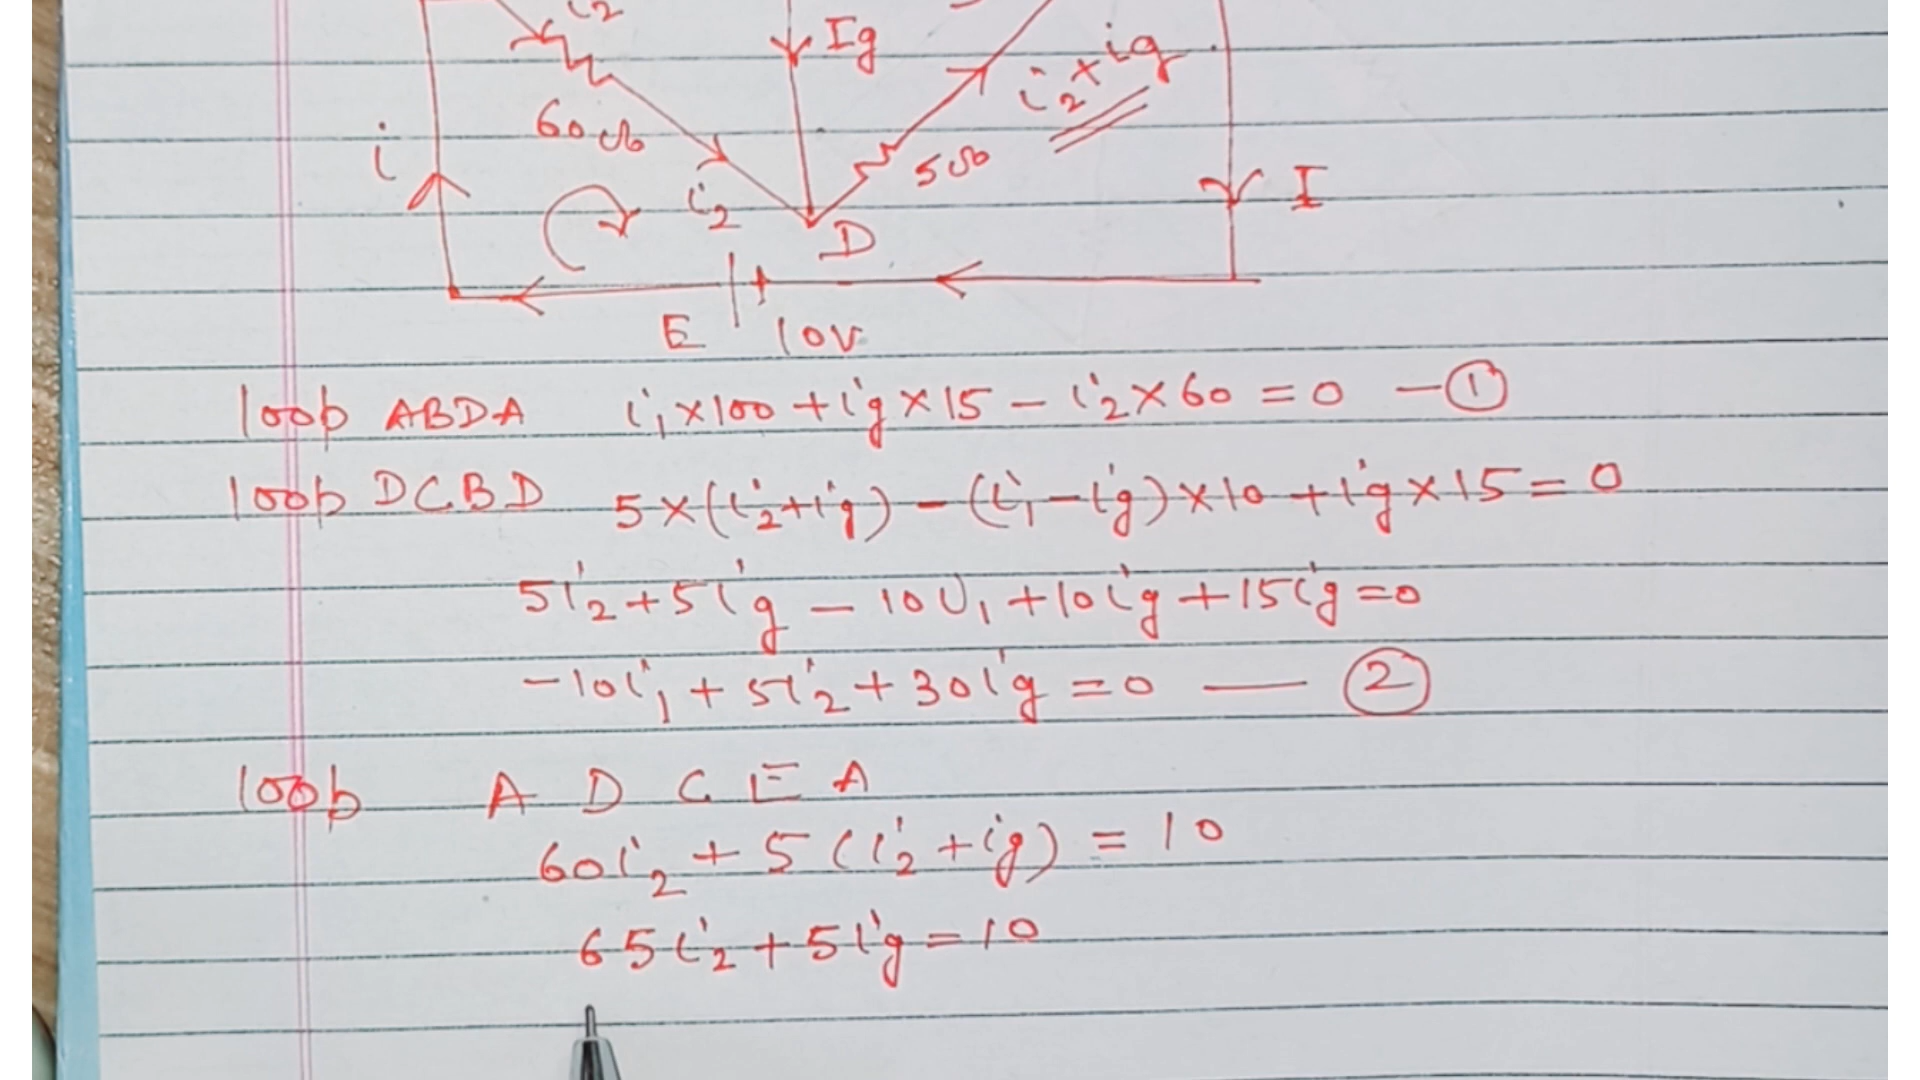 i2
Ig
i2+ig
60Ω
5Ω
i
i2
I
D
E 10V
loop ABDA i1×100+ig×15-i2×60=0 -①
loop DCBD 5×(i2+ig)-(i1-ig)×10+ig×15=0
5i2+5ig-10i1+10ig+15ig=0
-10i1+5i2+30ig=0 — ②
loop A D C E A
60i2+5(i2+ig)=10
65i2+5ig=10